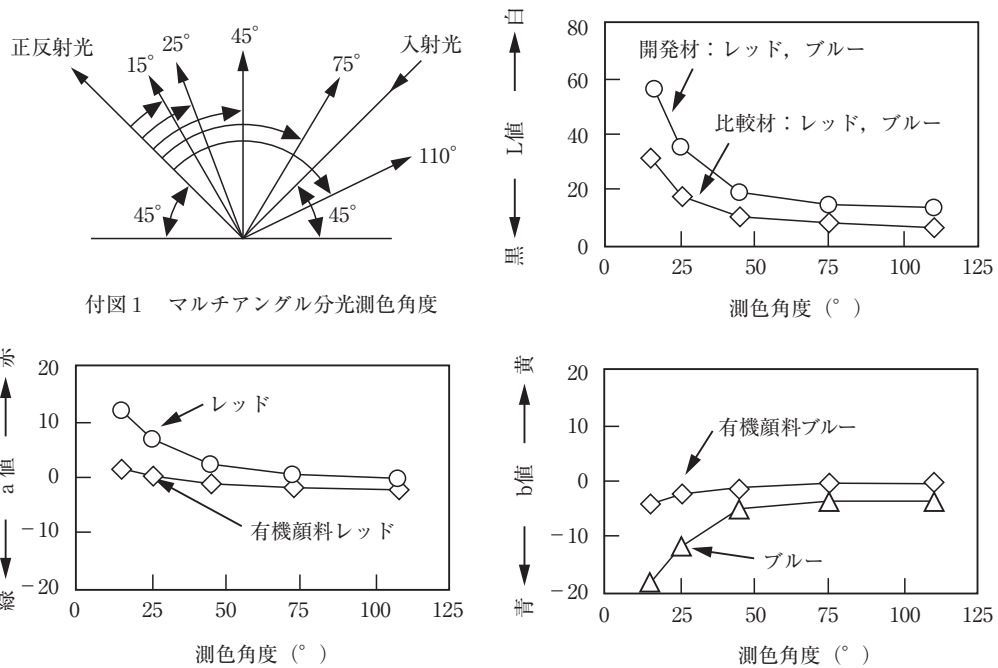 正反射光
15°
25°
45°
75°
入射光
110°
45°
45°
付図1 マルチアングル分光測色角度
白
L値
黒
80
60
40
20
0
開発材：レッド，ブルー
比較材：レッド，ブルー
0 25 50 75 100 125
測色角度（°）
赤
a値
緑
20
10
0
−10
−20
レッド
有機顔料レッド
0 25 50 75 100 125
測色角度（°）
黄
b値
青
20
10
0
−10
−20
有機顔料ブルー
ブルー
0 25 50 75 100 125
測色角度（°）